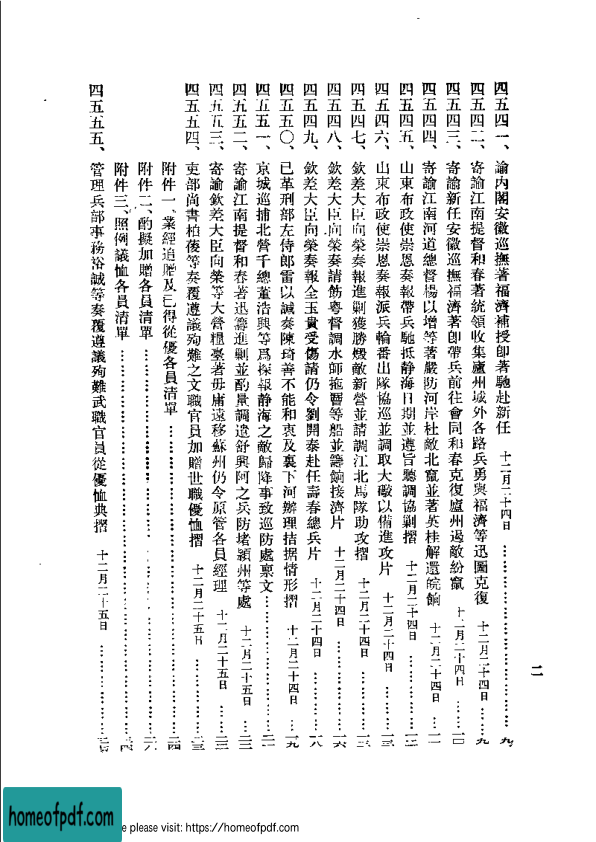 四五四一、諭內閣安徽巡撫著福濟補授卽著馳赴新任 十二月二十四日……九
四五四二、寄諭江南提督和春著統領收集廬州城外各路兵勇與福濟等迅圖克復 十二月二十四日……九
四五四三、寄諭新任安徽巡撫福濟著卽帶兵前往會同和春克復廬州遏敵紛竄 十二月二十四日……一〇
四五四四、寄諭江南河道總督楊以增等著嚴防河岸杜敵北竄並著英桂解還皖餉 十二月二十四日……一一
四五四五、山東布政使崇恩奏報帶兵馳抵靜海日期並遵旨聽調協剿摺 十二月二十四日……一二
四五四六、山東布政使崇恩奏報派兵輪番出隊協巡並調取大礮以備進攻片 十二月二十四日……一三
四五四七、欽差大臣向榮奏報進剿獲勝燬敵新營並請調江北馬隊助攻摺 十二月二十四日……一三
四五四八、欽差大臣向榮奏請飭粵督調水師拖罟等船並籌餉接濟片 十二月二十四日……一六
四五四九、欽差大臣向榮奏報全玉貴受傷請仍令劉開泰赴任壽春總兵片 十二月二十四日……一八
四五五〇、已革刑部左侍郎雷以諴奏陳琦善不能和衷及裏下河辦理拮据情形摺 十二月二十四日……一九
四五五一、京城巡捕北營千總董浩興等爲探報靜海之敵歸降事致巡防處稟文……二一
四五五二、寄諭江南提督和春著迅籌進剿並酌量調遣舒興阿之兵防堵潁州等處 十二月二十五日……二三
四五五三、寄諭欽差大臣向榮等大營糧臺著毋庸遠移蘇州仍令原管各員經理 十二月二十五日……二三
四五五四、吏部尚書柏葰等奏覆遵議殉難之文職官員加贈世職優恤摺 十二月二十五日……二三
附件一、業經追贈及已得從優各員清單……二四
附件二、酌擬加贈各員清單……二六
附件三、照例議恤各員清單……
四五五五、管理兵部事務裕誠等奏覆遵議殉難武職官員從優恤典摺 十二月二十五日……
二
homeofpdf.com
e please visit: https://homeofpdf.com